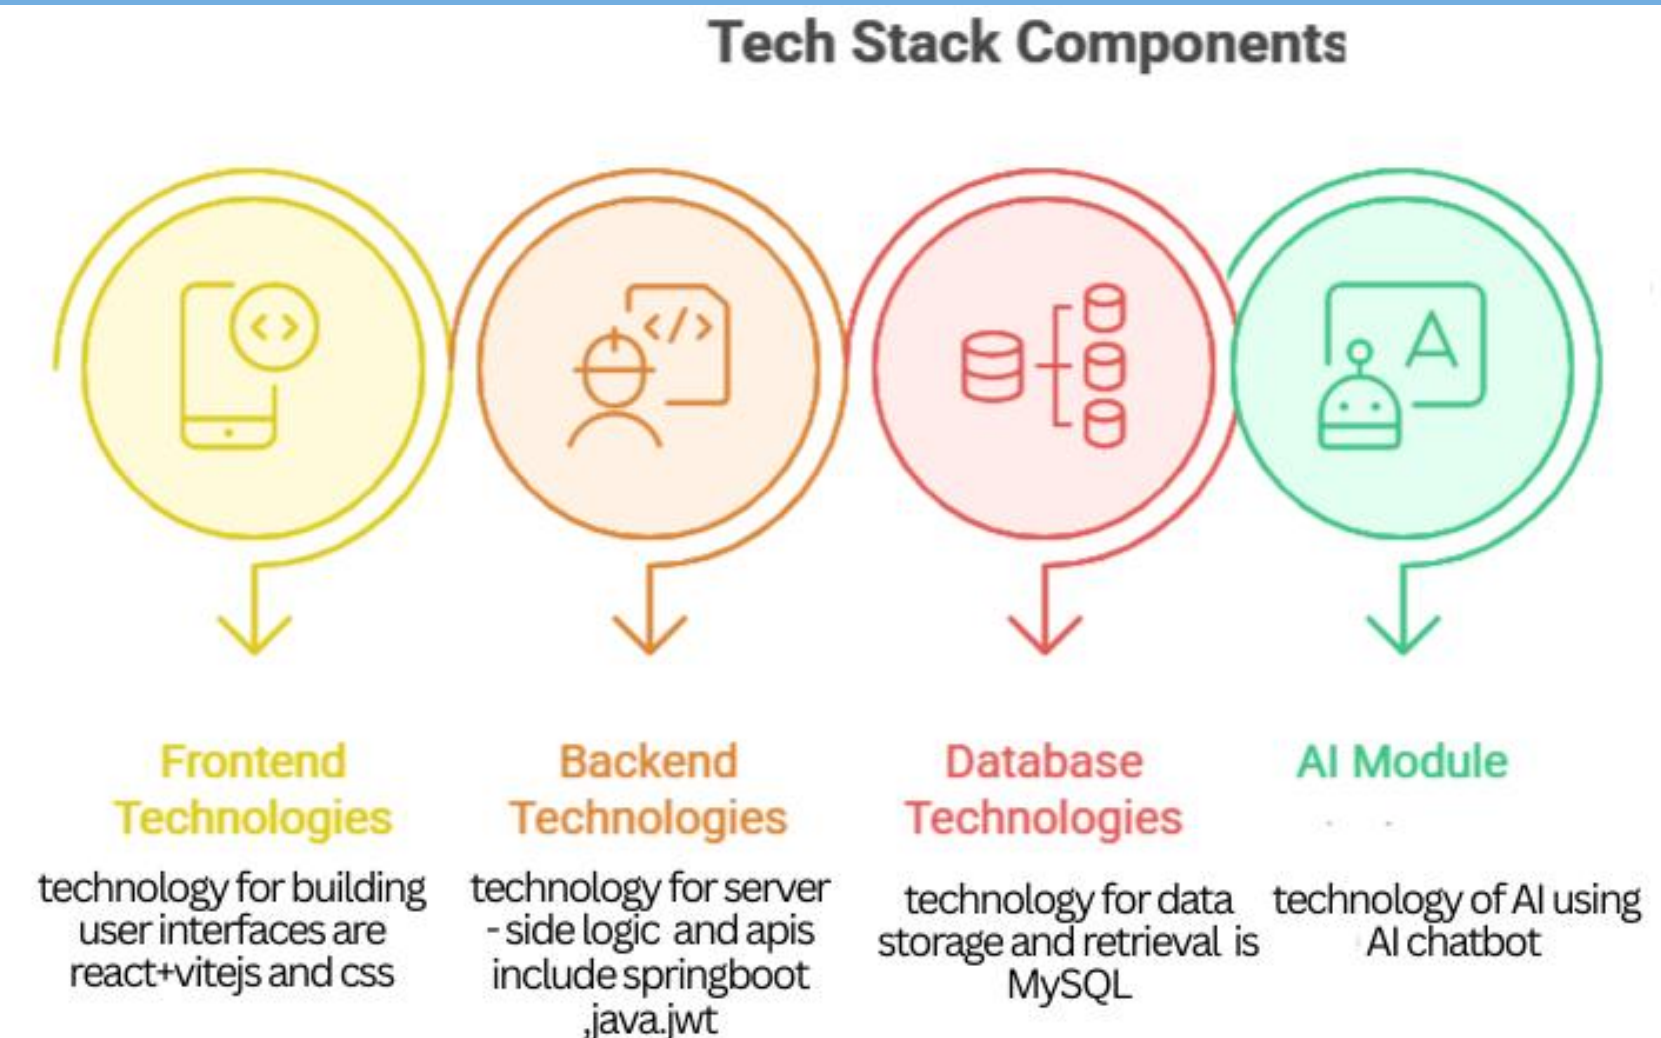 Tech Stack Components
Frontend
Technologies
technology for building
user interfaces are
react+vitejs and css
Backend
Technologies
technology for server
- side logic and apis
include springboot
,java.jwt
Database
Technologies
technology for data
storage and retrieval is
MySQL
AI Module
technology of AI using
AI chatbot